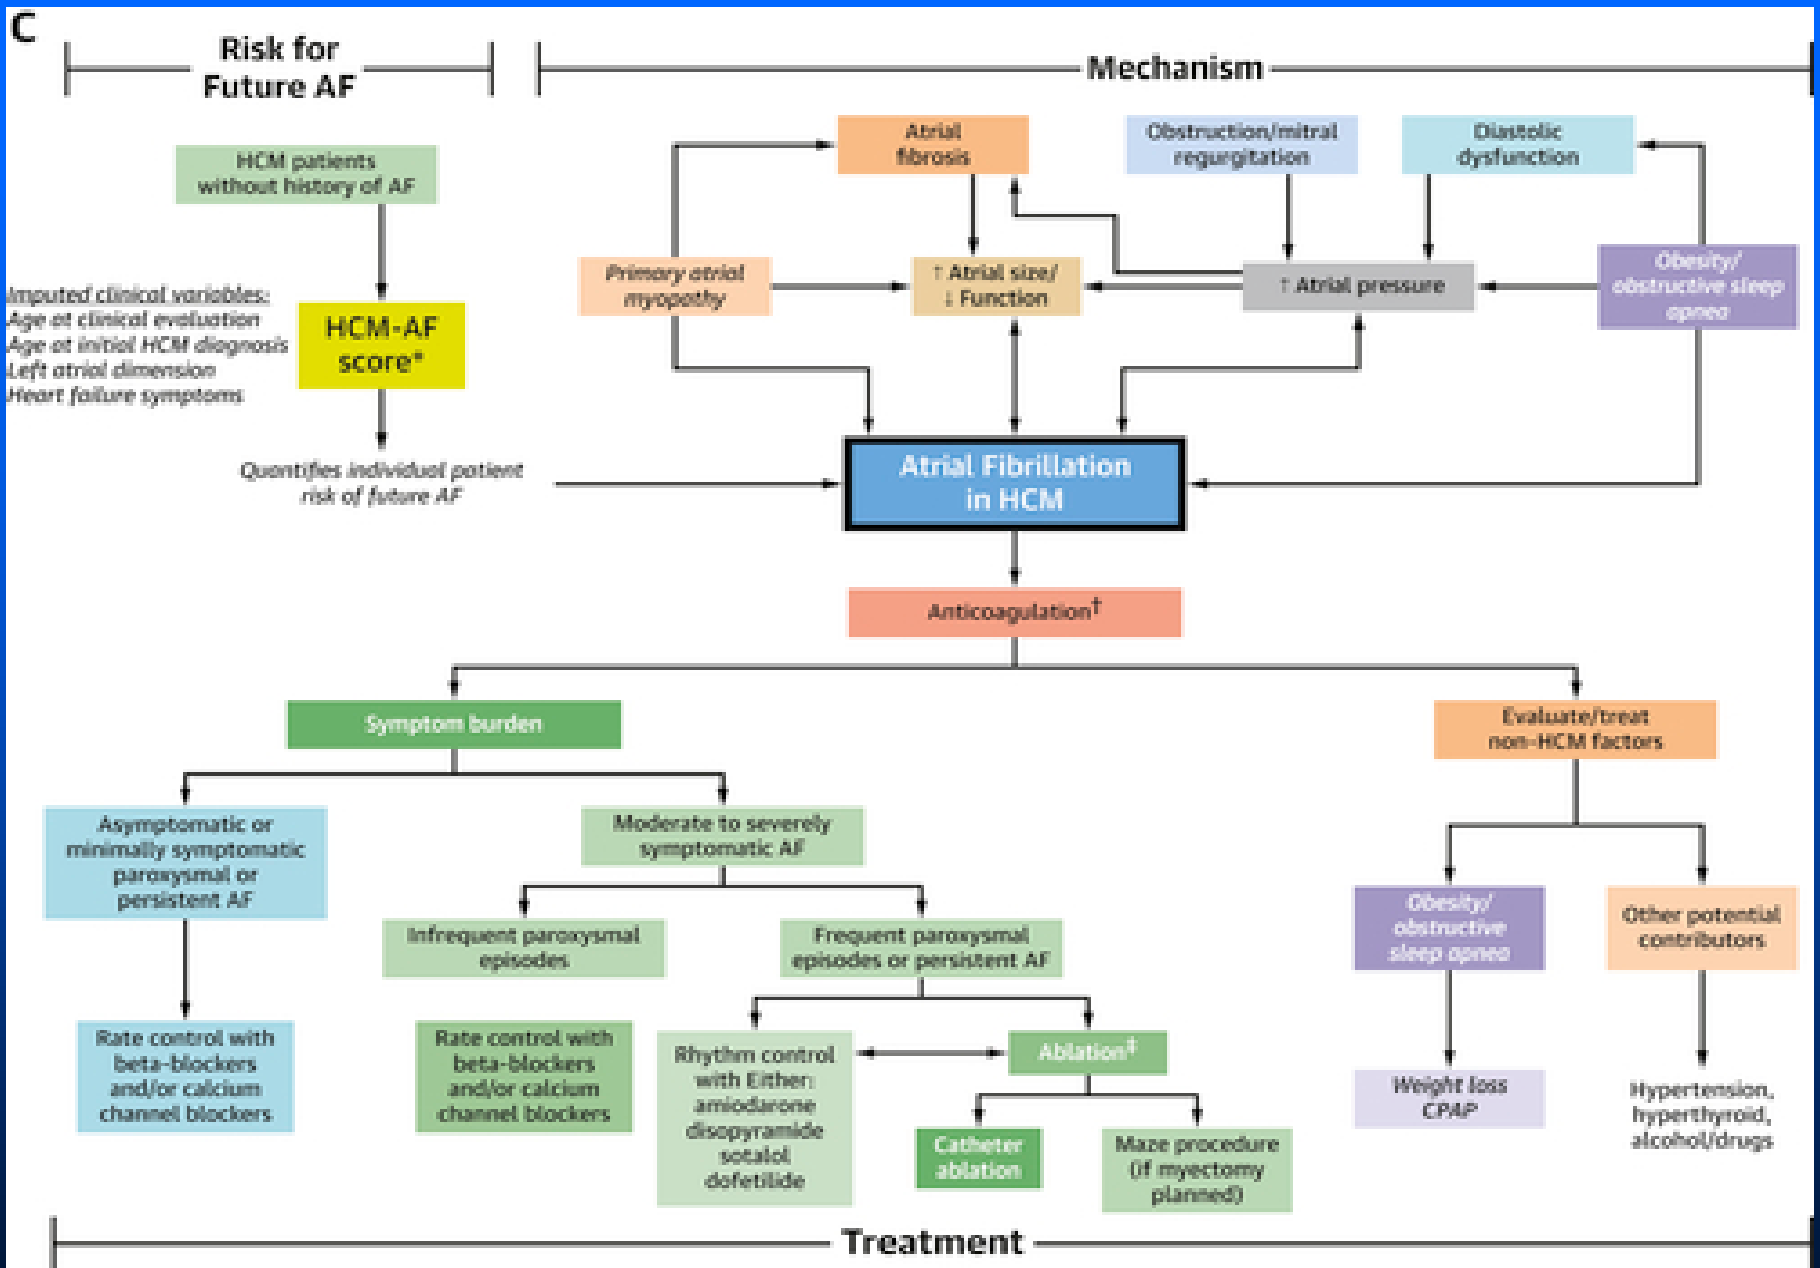 C
Risk for
Future AF
Mechanism
HCM patients
without history of AF
Imputed clinical variables:
Age at clinical evaluation
Age at initial HCM diagnosis
Left atrial dimension
Heart failure symptoms
HCM-AF
score*
Quantifies individual patient
risk of future AF
Atrial
fibrosis
Obstruction/mitral
regurgitation
Diastolic
dysfunction
Primary atrial
myopathy
↑ Atrial size/
↓ Function
↑ Atrial pressure
Obesity/
obstructive sleep
apnea
Atrial Fibrillation
in HCM
Anticoagulation†
Symptom burden
Evaluate/treat
non-HCM factors
Asymptomatic or
minimally symptomatic
paroxysmal or
persistent AF
Moderate to severely
symptomatic AF
Infrequent paroxysmal
episodes
Frequent paroxysmal
episodes or persistent AF
Obesity/
obstructive
sleep apnea
Other potential
contributors
Rate control with
beta-blockers
and/or calcium
channel blockers
Rate control with
beta-blockers
and/or calcium
channel blockers
Rhythm control
with Either:
amiodarone
disopyramide
sotalol
dofetilide
Ablation‡
Catheter
ablation
Maze procedure
(if myectomy
planned)
Weight loss
CPAP
Hypertension,
hyperthyroid,
alcohol/drugs
Treatment